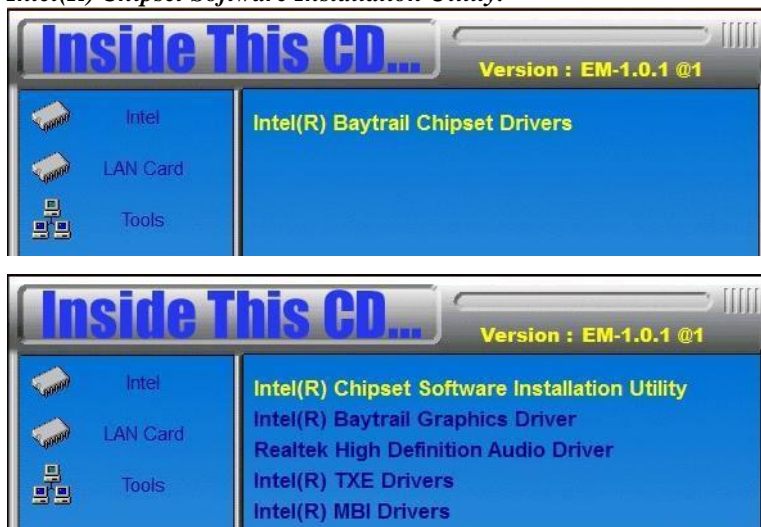 Intel(R) Chipset Software Installation Utility.
Inside This CD...
Version : EM-1.0.1 @1
Intel
LAN Card
Tools
Intel(R) Baytrail Chipset Drivers
Inside This CD...
Version : EM-1.0.1 @1
Intel
LAN Card
Tools
Intel(R) Chipset Software Installation Utility
Intel(R) Baytrail Graphics Driver
Realtek High Definition Audio Driver
Intel(R) TXE Drivers
Intel(R) MBI Drivers